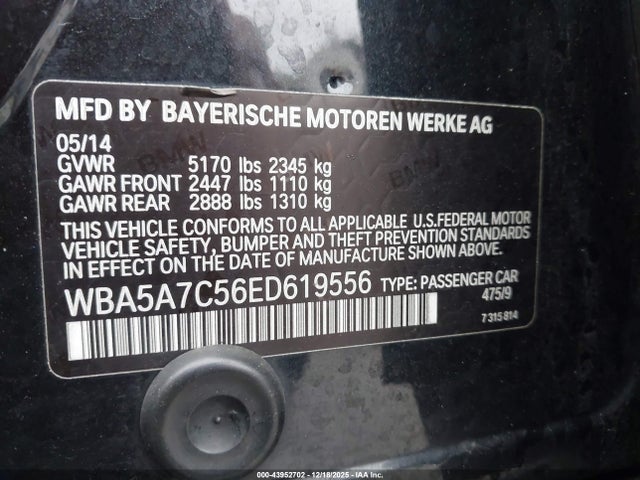 MFD BY BAYERISCHE MOTOREN WERKE AG
05/14
GVWR 5170 lbs 2345 kg
GAWR FRONT 2447 lbs 1110 kg
GAWR REAR 2888 lbs 1310 kg
THIS VEHICLE CONFORMS TO ALL APPLICABLE U.S.FEDERAL MOTOR
VEHICLE SAFETY, BUMPER AND THEFT PREVENTION STANDARDS
IN EFFECT ON THE DATE OF MANUFACTURE SHOWN ABOVE.
WBA5A7C56ED619556 TYPE: PASSENGER CAR
475/9
7 315 814
000-43952702 - 12/18/2025 - IAAI.COM